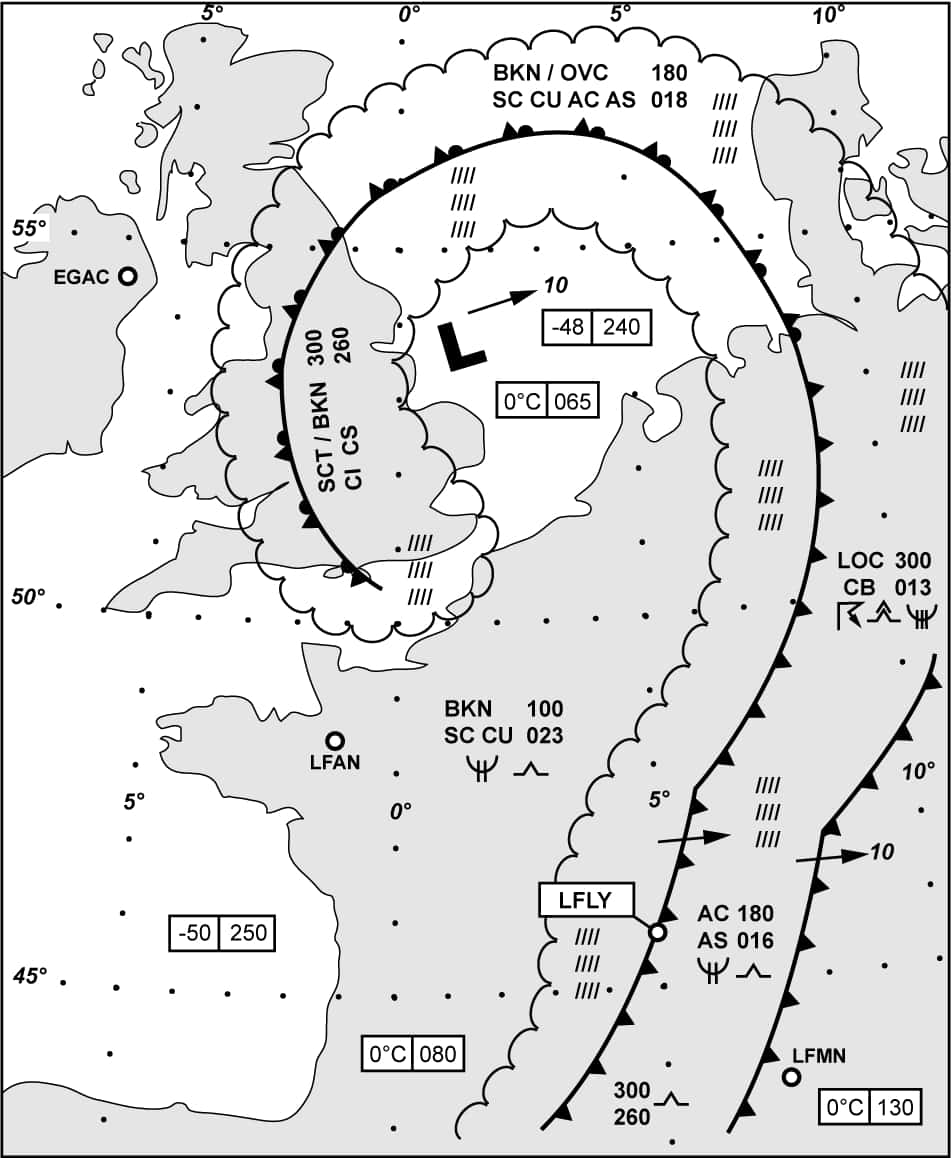 5° 0° 5° 10°
BKN / OVC 180
SC CU AC AS 018
55°
EGAC
10
-48 240
0°C 065
SCT / BKN 300
CI CS 260
LOC 300
CB 013
50°
BKN 100
SC CU 023
LFAN
5° 0° 5° 10°
10
LFLY
-50 250
AC 180
AS 016
45°
0°C 080
LFMN
300
260
0°C 130